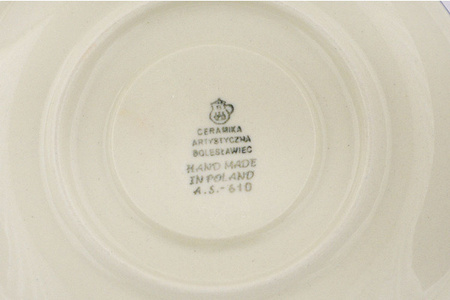 CERAMIKA
ARTYSTYCZNA
BOLESŁAWIEC
HAND MADE
IN POLAND
A.S.-610